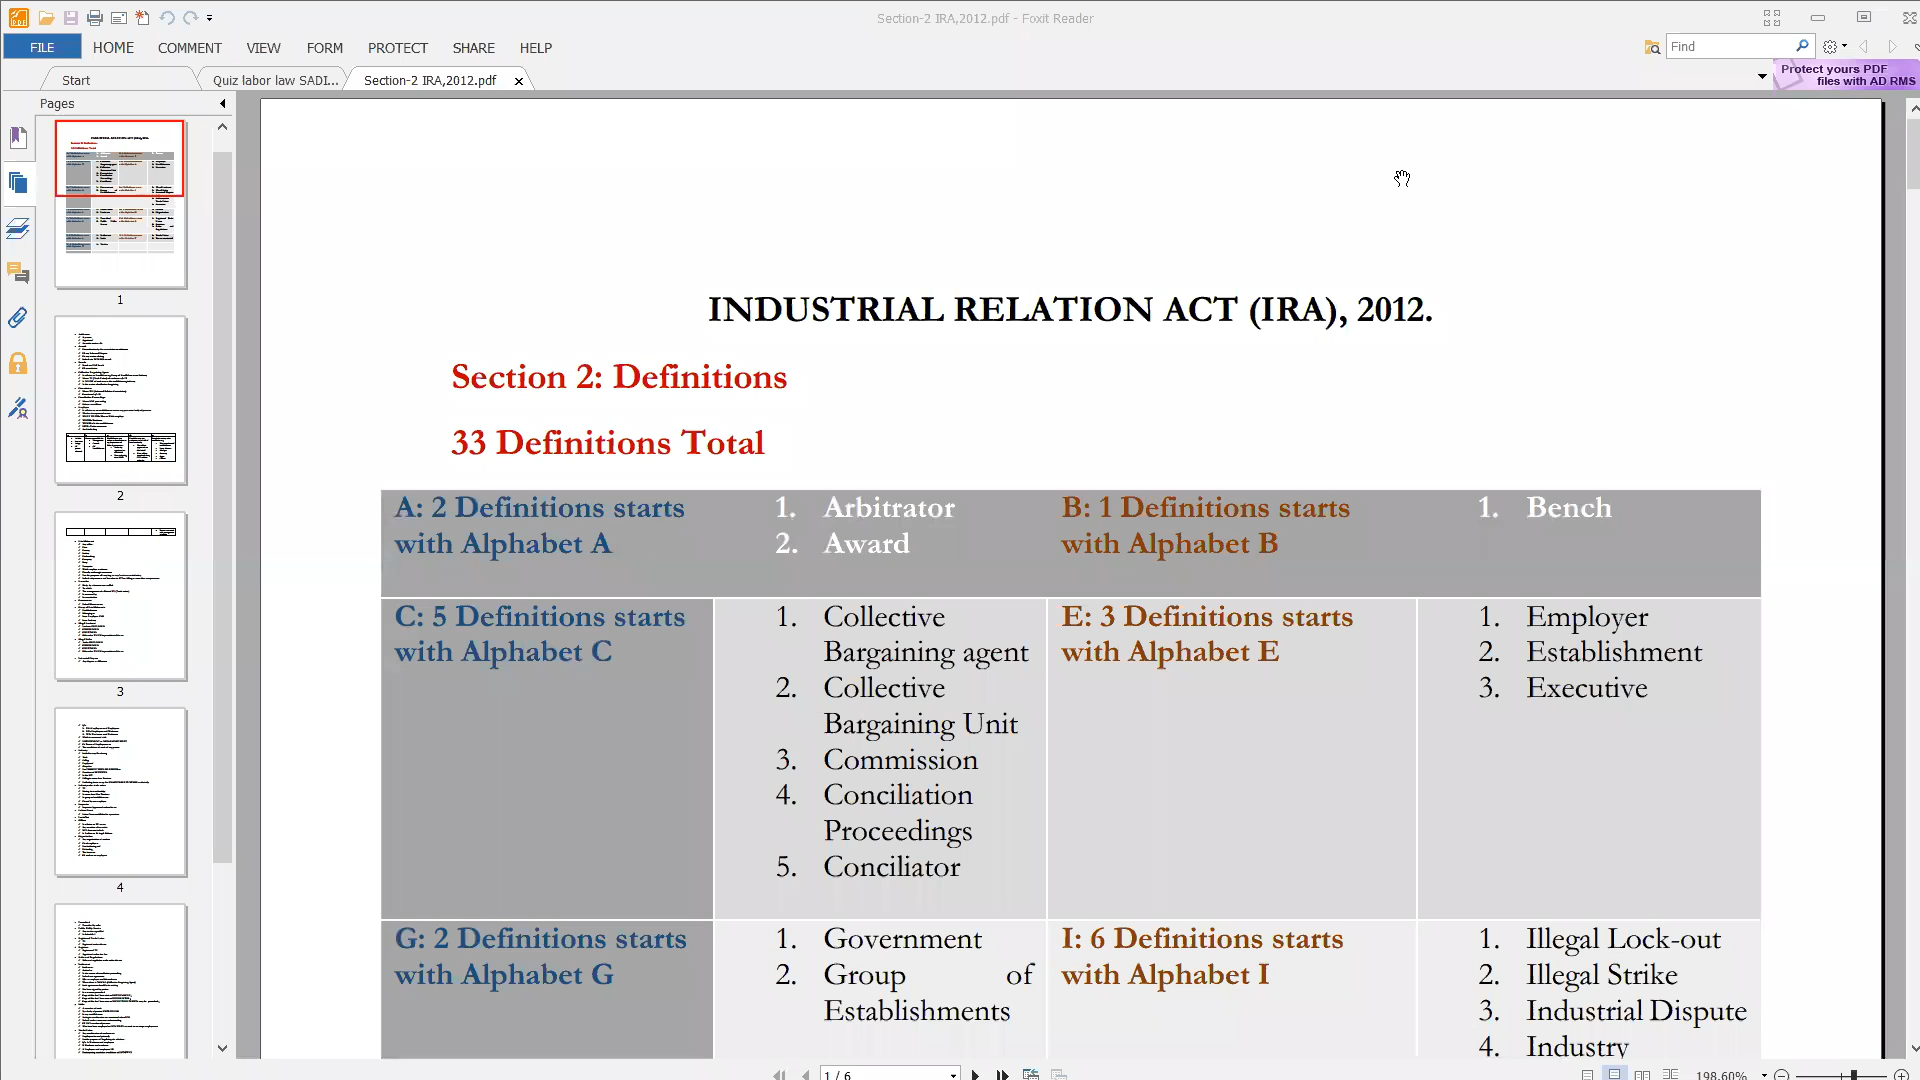 Section-2 IRA,2012.pdf - Foxit Reader
FILE HOME COMMENT VIEW FORM PROTECT SHARE HELP
Find
Start
Quiz labor law SADI...
Section-2 IRA,2012.pdf
Protect yours PDF
files with AD RMS
Pages
1
2
3
4
INDUSTRIAL RELATION ACT (IRA), 2012.
Section 2: Definitions
33 Definitions Total
A: 2 Definitions starts
with Alphabet A
1. Arbitrator
2. Award
B: 1 Definitions starts
with Alphabet B
1. Bench
C: 5 Definitions starts
with Alphabet C
1. Collective
Bargaining agent
2. Collective
Bargaining Unit
3. Commission
4. Conciliation
Proceedings
5. Conciliator
E: 3 Definitions starts
with Alphabet E
1. Employer
2. Establishment
3. Executive
G: 2 Definitions starts
with Alphabet G
1. Government
2. Group of
Establishments
I: 6 Definitions starts
with Alphabet I
1. Illegal Lock-out
2. Illegal Strike
3. Industrial Dispute
4. Industry
1 / 6
198.60%